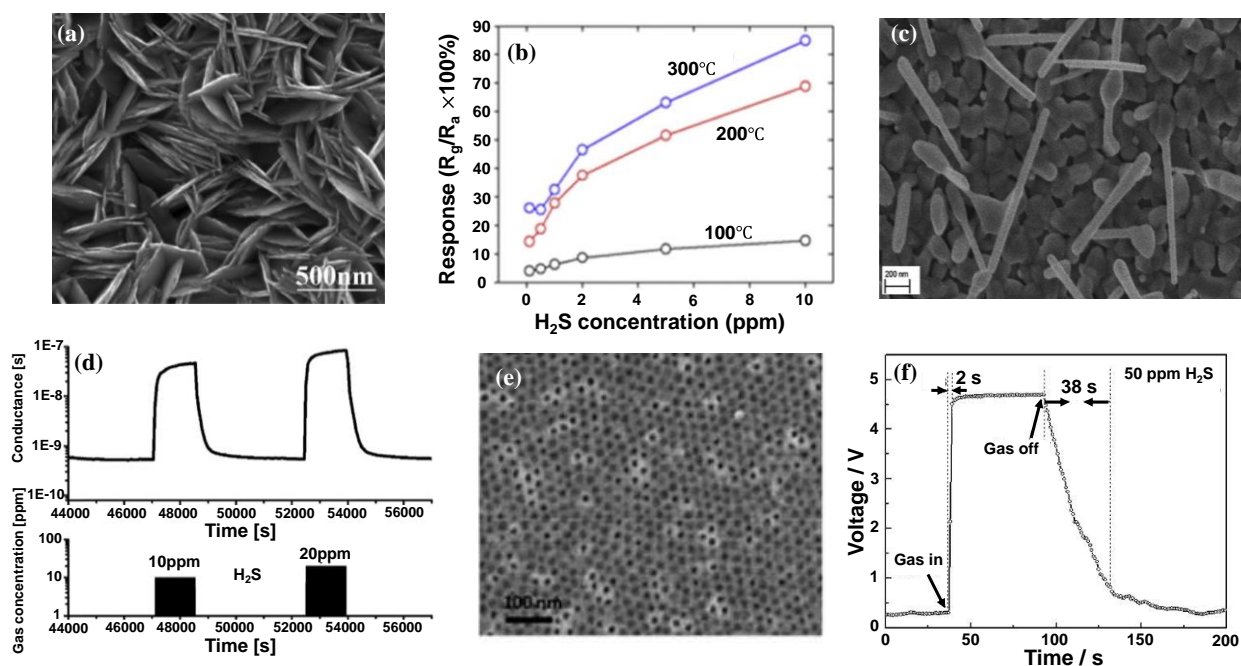 (a)
500nm
(b)
Response (Rg/Ra ×100%)
90
80
70
60
50
40
30
20
10
0
300℃
200℃
100℃
0 2 4 6 8 10
H2S concentration (ppm)
(c)
200 nm
(d)
Conductance [s]
1E-7
1E-8
1E-9
1E-10
44000 46000 48000 50000 52000 54000 56000
Time [s]
Gas concentration [ppm]
100
10
1
10ppm
H2S
20ppm
44000 46000 48000 50000 52000 54000 56000
Time [s]
(e)
100 nm
(f)
Voltage / V
5
4
3
2
1
0
2 s
38 s
50 ppm H2S
Gas off
Gas in
0 50 100 150 200
Time / s